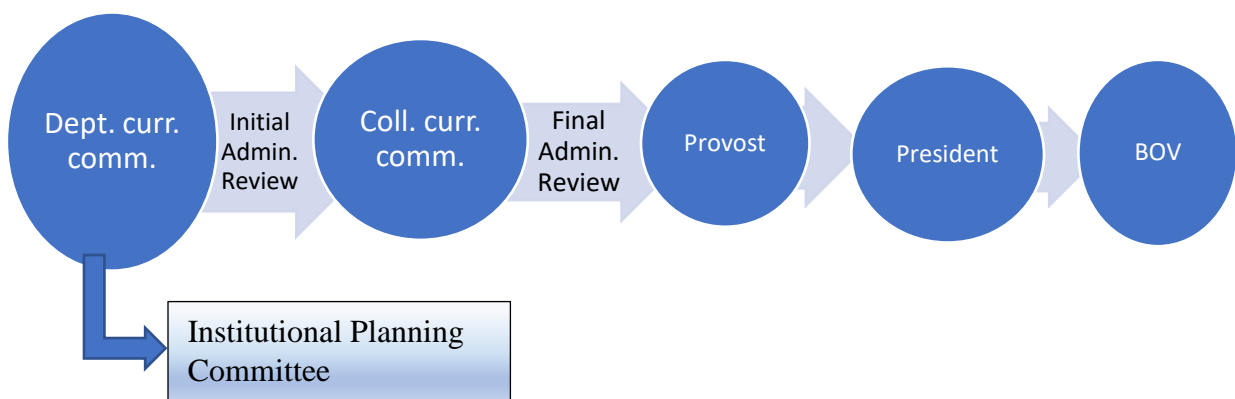 Dept. curr.
comm.
Initial
Admin.
Review
Coll. curr.
comm.
Final
Admin.
Review
Provost
President
BOV
Institutional Planning
Committee